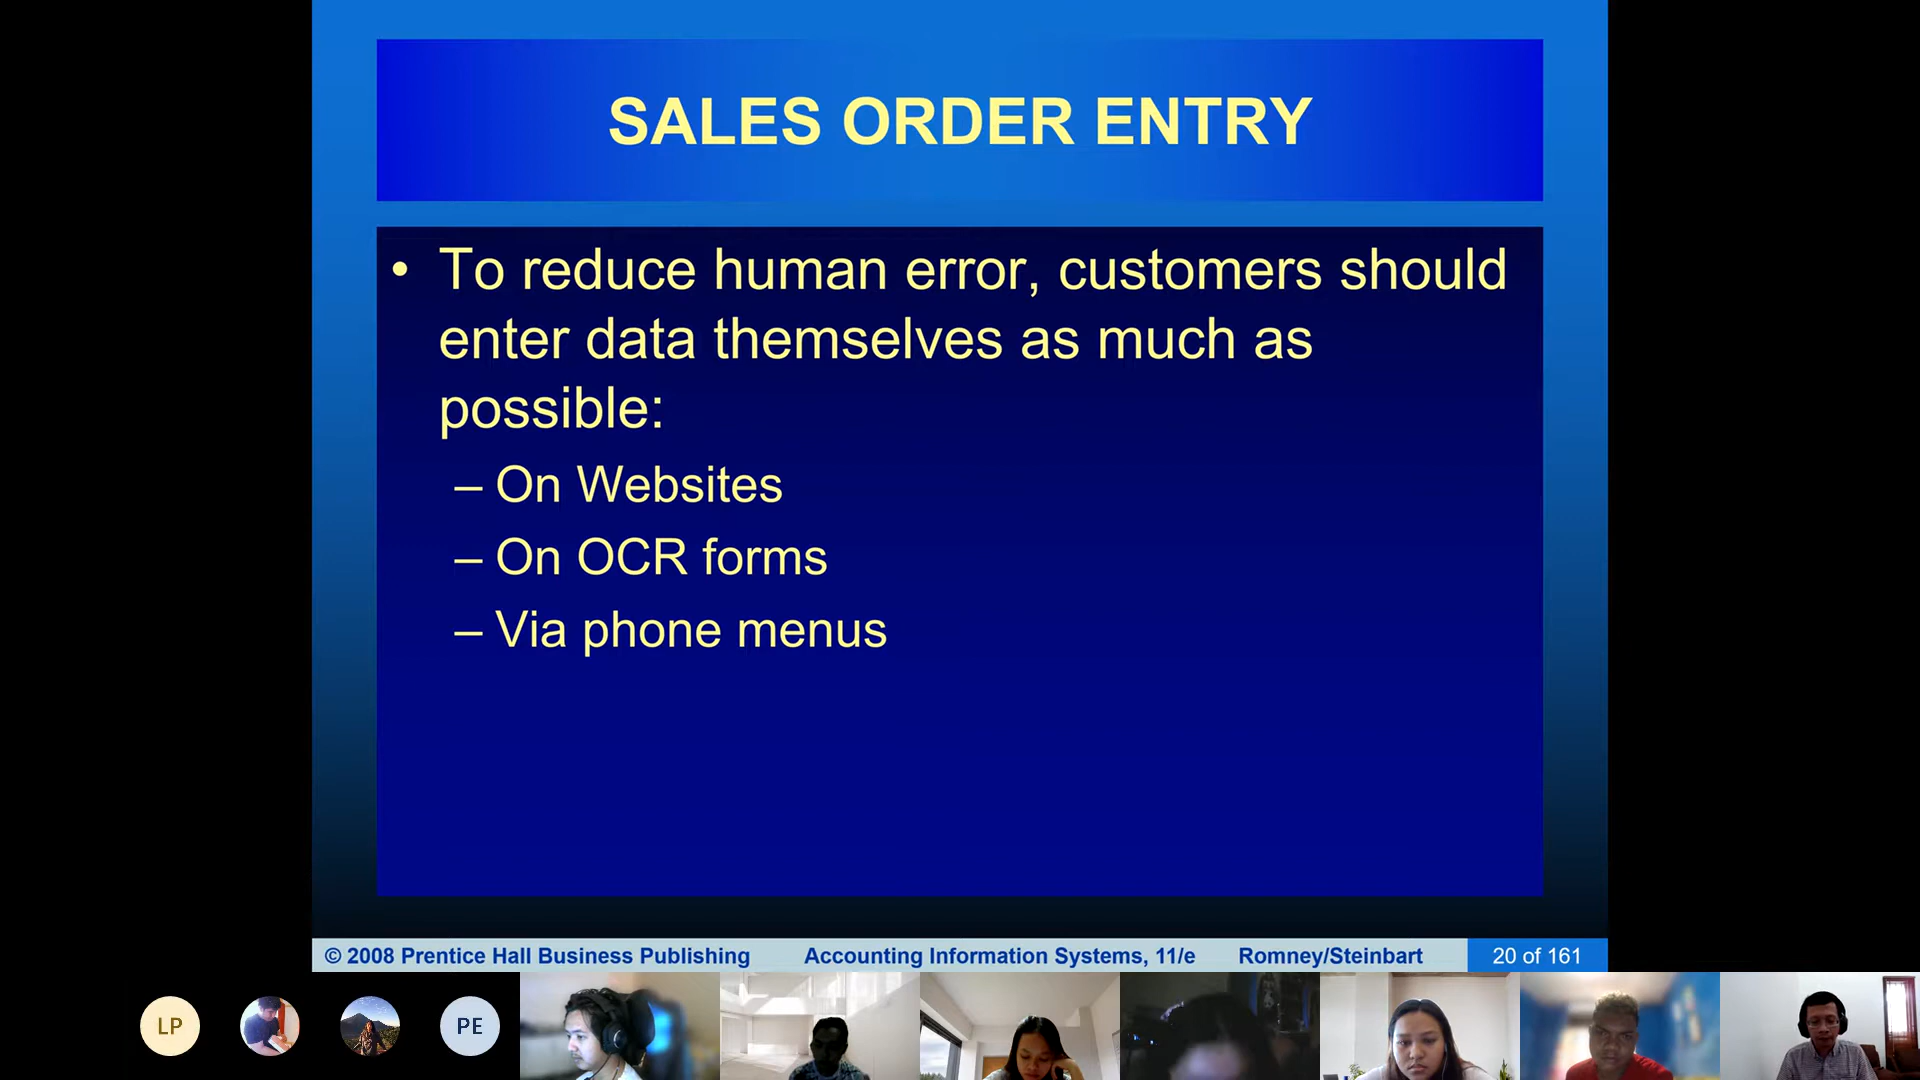 SALES ORDER ENTRY
• To reduce human error, customers should
enter data themselves as much as
possible:
– On Websites
– On OCR forms
– Via phone menus
© 2008 Prentice Hall Business Publishing Accounting Information Systems, 11/e Romney/Steinbart 20 of 161
LP PE